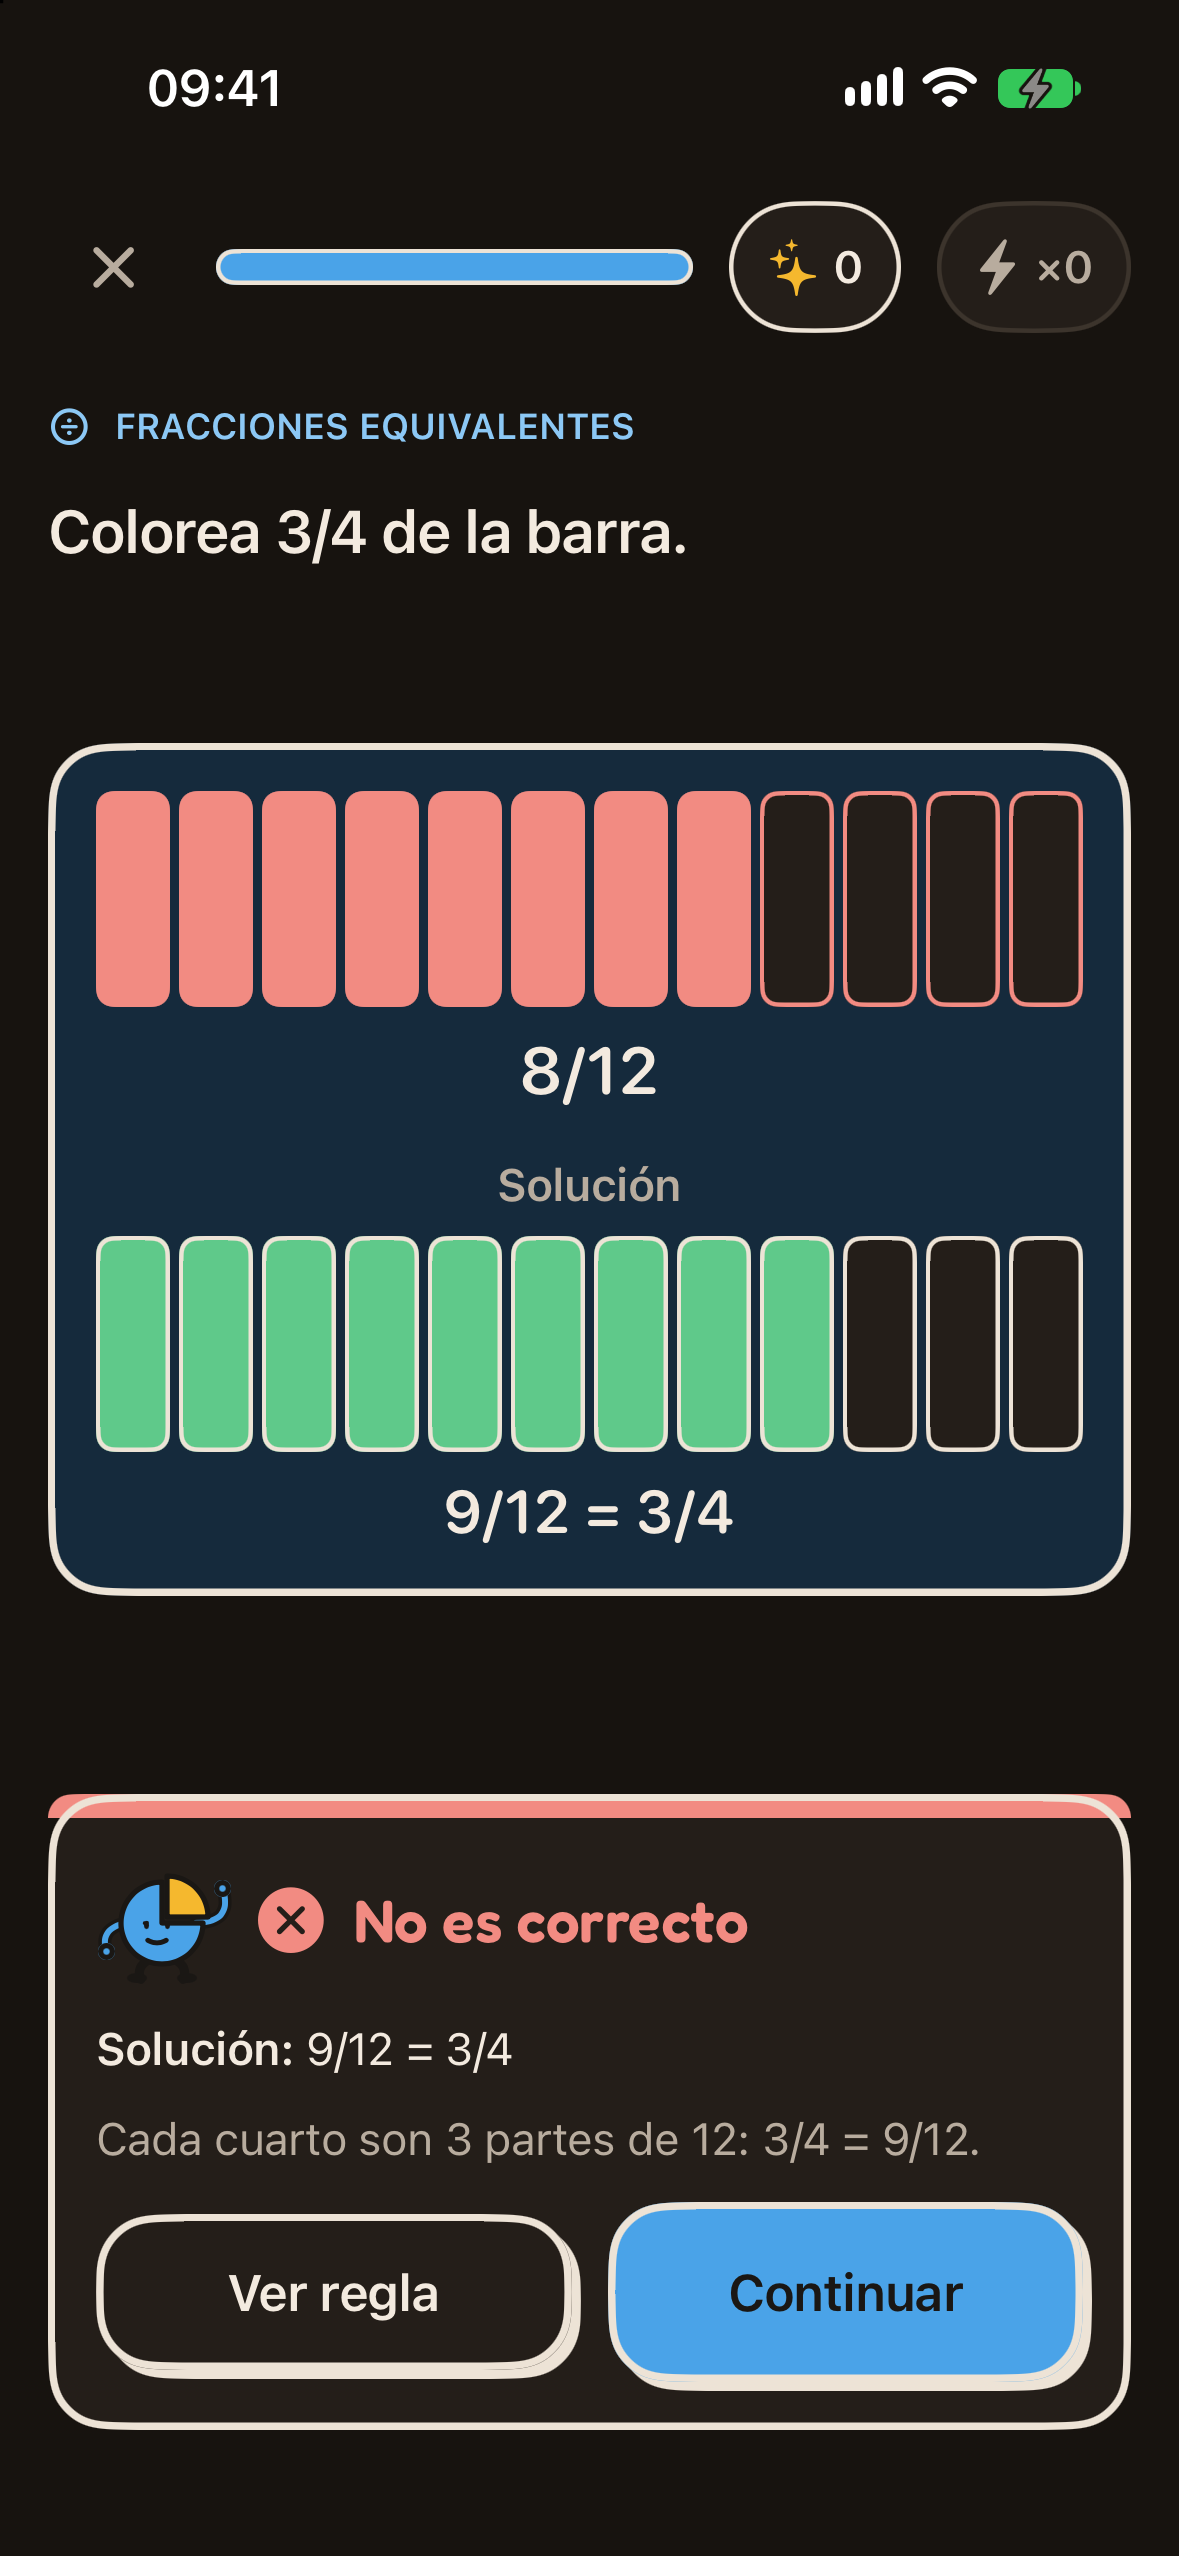 09:41
0
×0
FRACCIONES EQUIVALENTES
Colorea 3/4 de la barra.
8/12
Solución
9/12 = 3/4
No es correcto
Solución: 9/12 = 3/4
Cada cuarto son 3 partes de 12: 3/4 = 9/12.
Ver regla
Continuar